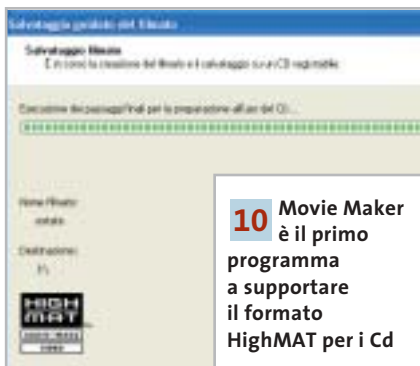 Salvataggio guidato del filmato
Salvataggio filmato
È in corso la creazione del filmato e il salvataggio su un CD registrabile.
Esecuzione dei passaggi finali per la preparazione all'uso del CD...
Nome filmato:
estate
Destinazione:
HIGH
MAT
10 Movie Maker
è il primo
programma
a supportare
il formato
HighMAT per i Cd